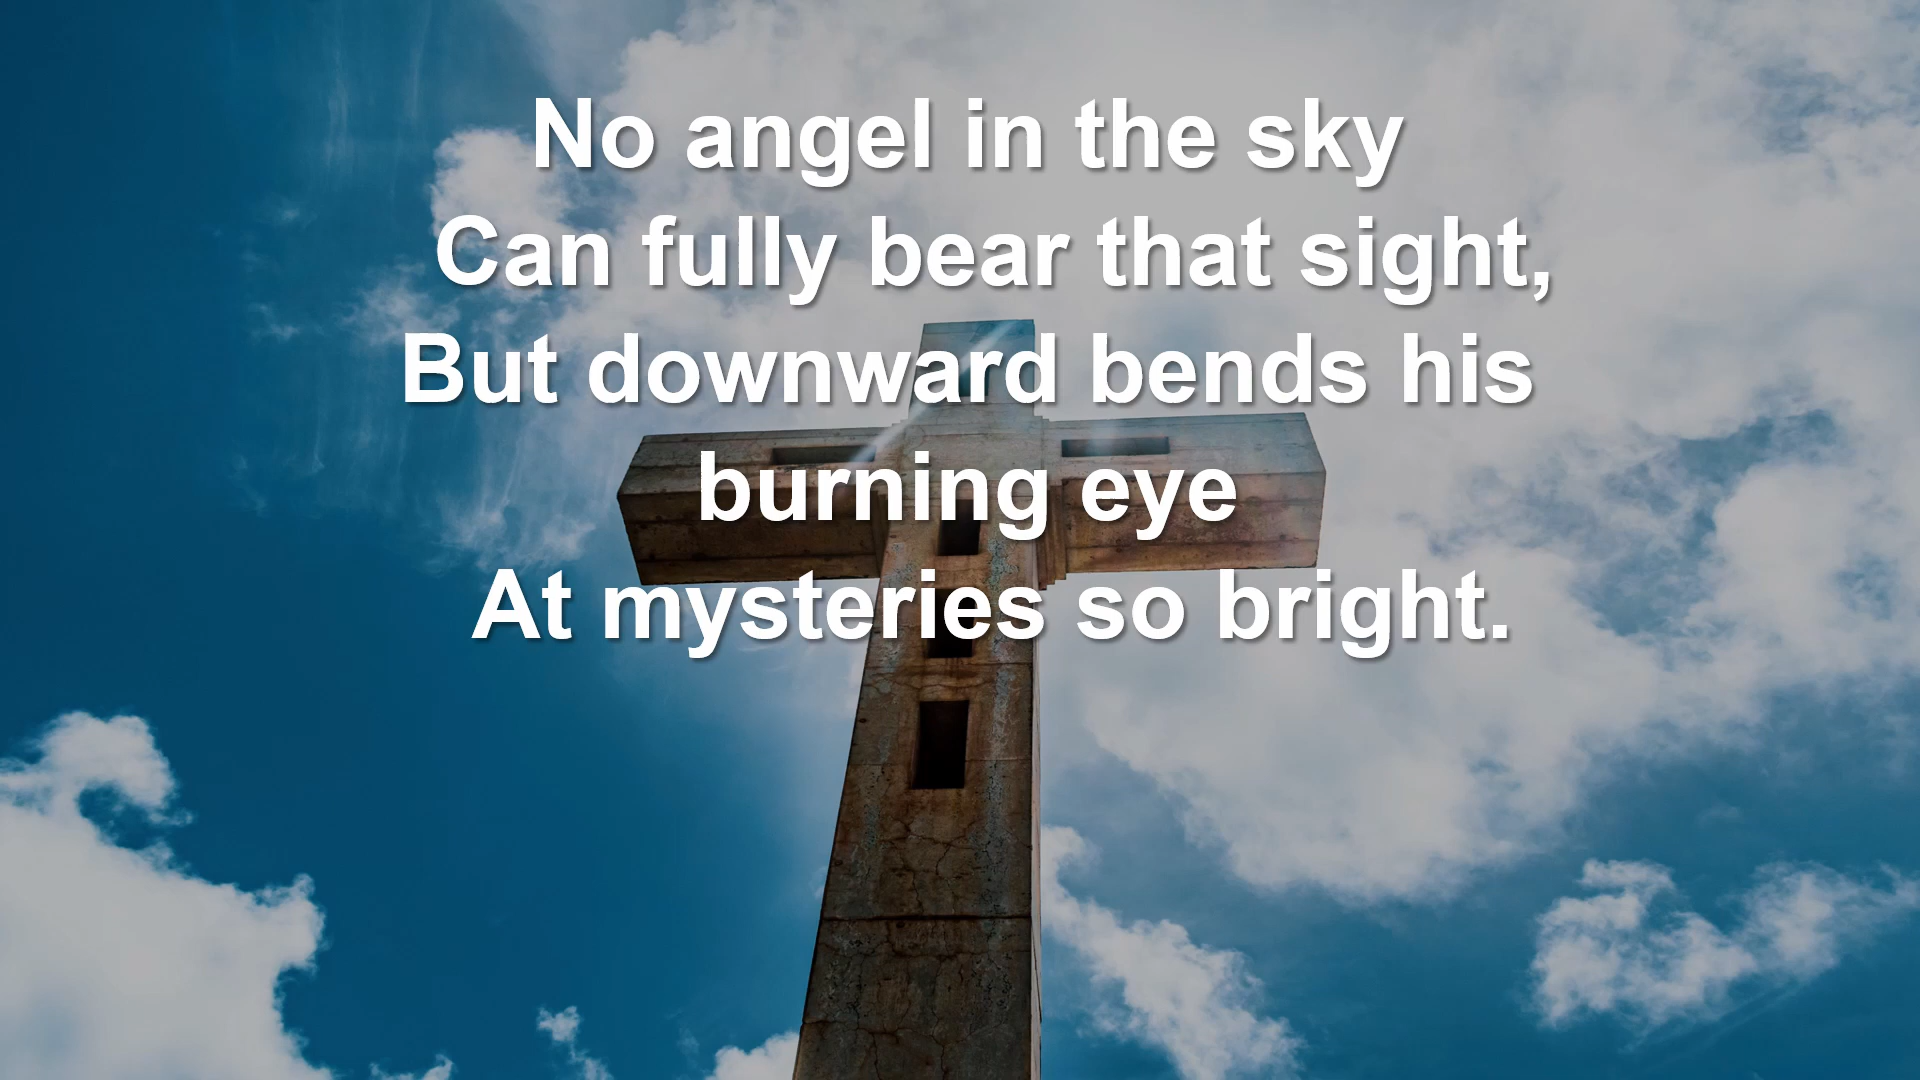 No angel in the sky
Can fully bear that sight,
But downward bends his
burning eye
At mysteries so bright.